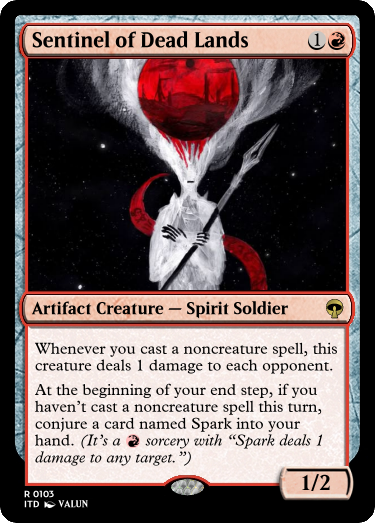 Sentinel of Dead Lands 1
Artifact Creature — Spirit Soldier
Whenever you cast a noncreature spell, this
creature deals 1 damage to each opponent.
At the beginning of your end step, if you
haven't cast a noncreature spell this turn,
conjure a card named Spark into your
hand. (It's a sorcery with “Spark deals 1
damage to any target.”)
1/2
R 0103
ITD VALUN